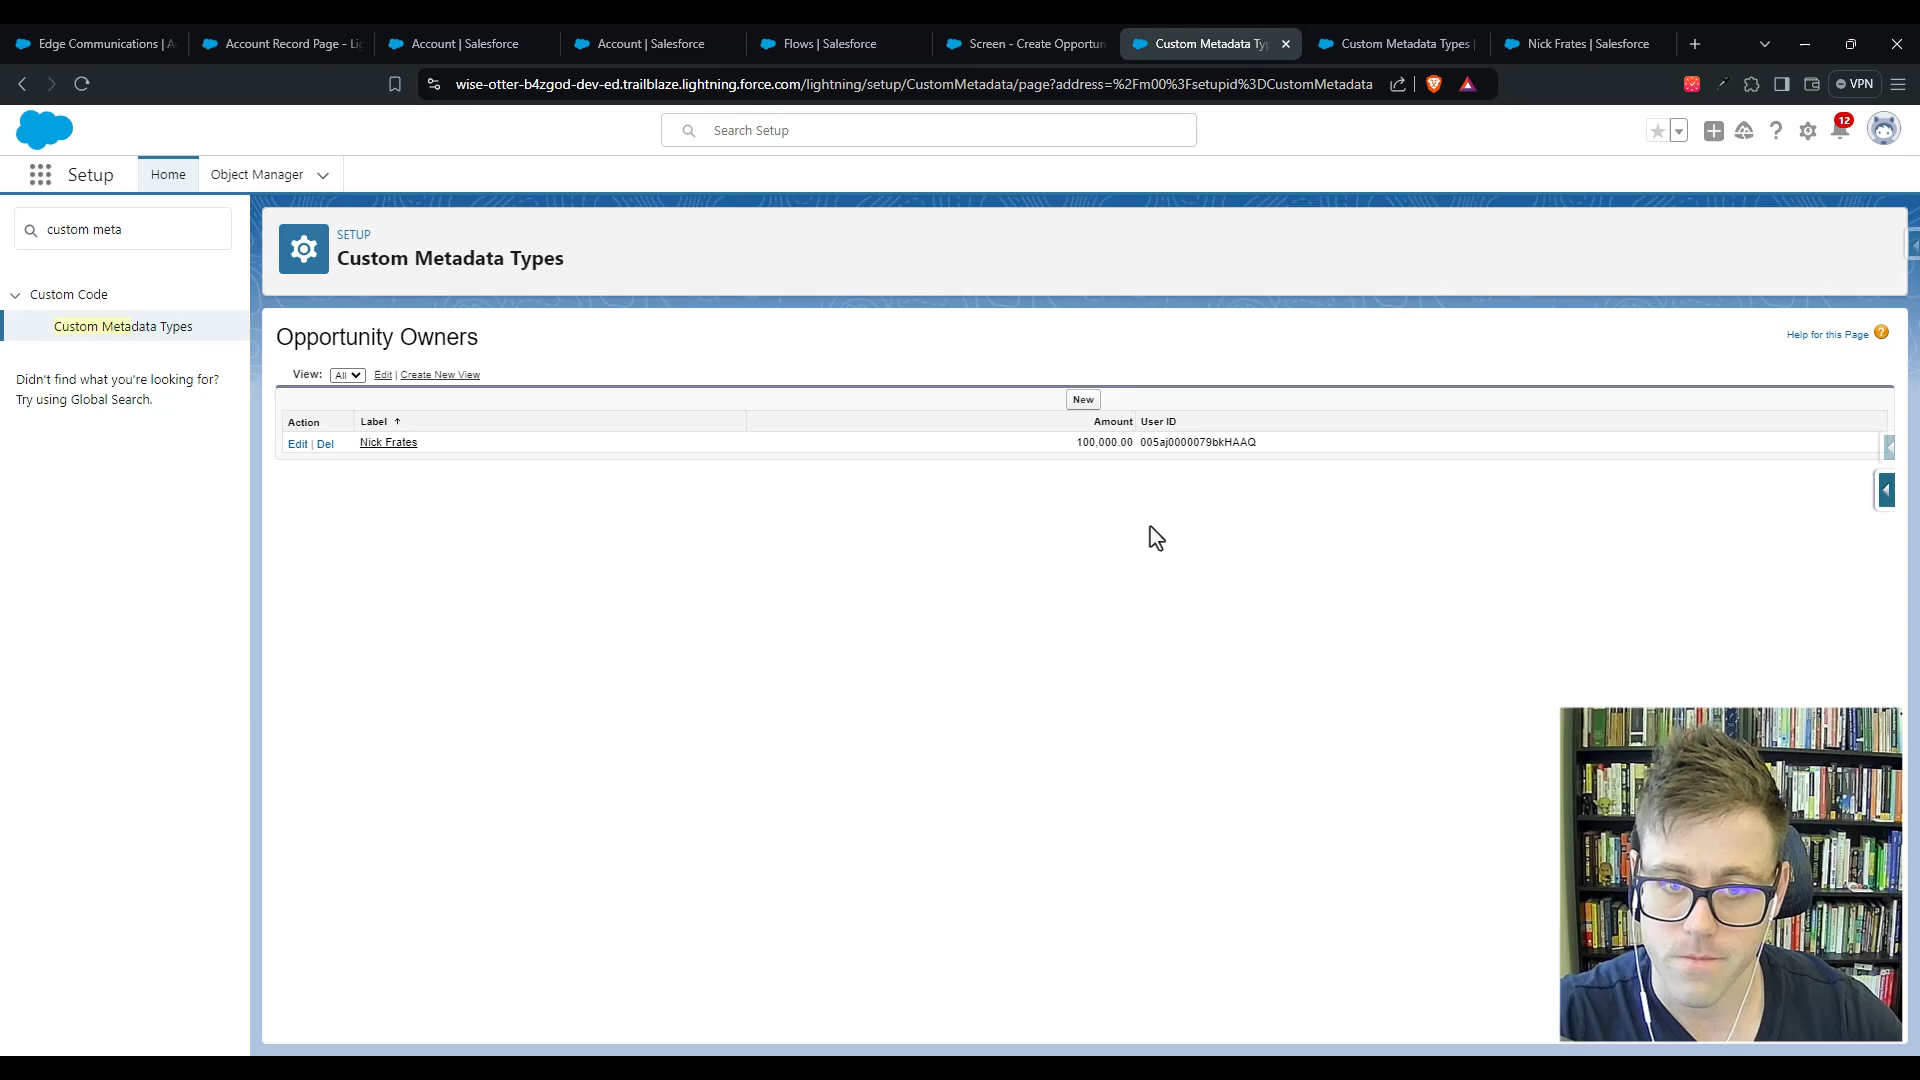 Edge Communications | A
Account Record Page - Li
Account | Salesforce
Account | Salesforce
Flows | Salesforce
Screen - Create Opportun
Custom Metadata Ty
Custom Metadata Types
Nick Frates | Salesforce
wise-otter-b4zgod-dev-ed.trailblaze.lightning.force.com/lightning/setup/CustomMetadata/page?address=%2Fm00%3Fsetupid%3DCustomMetadata
VPN
Search Setup
12
Setup
Home
Object Manager
custom meta
SETUP
Custom Metadata Types
Custom Code
Custom Metadata Types
Didn't find what you're looking for?
Try using Global Search.
Opportunity Owners
Help for this Page ?
View: All Edit | Create New View
New
Action Label Amount User ID
Edit | Del Nick Frates 100,000.00 005aj0000079bkHAAQ